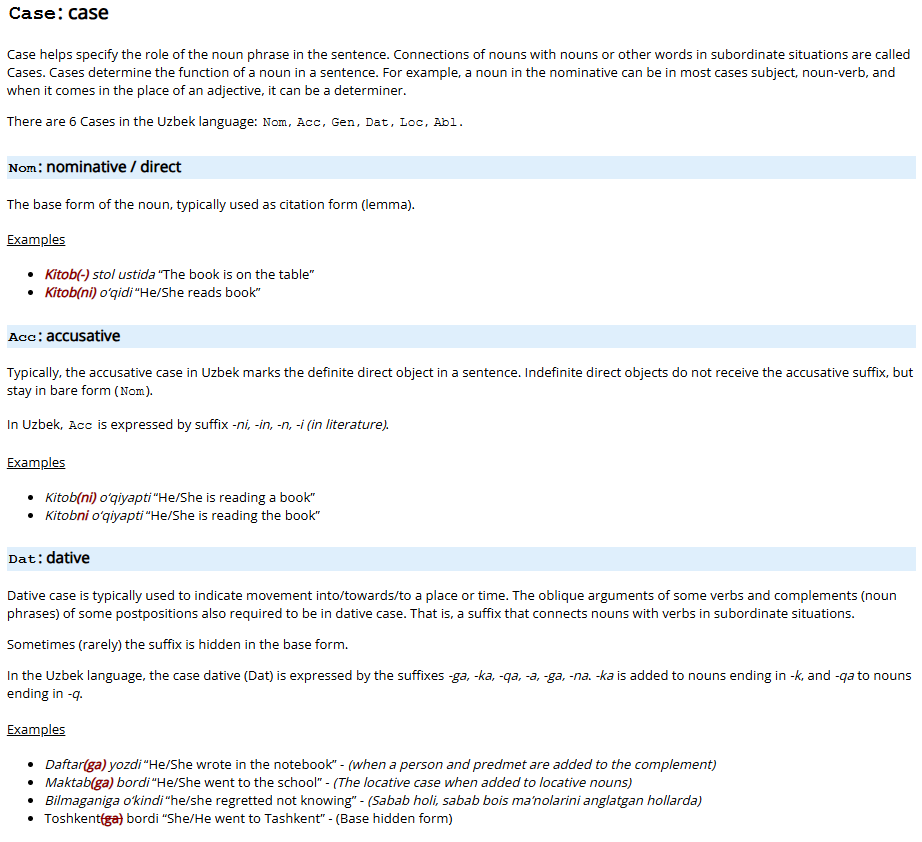 Case: case
Case helps specify the role of the noun phrase in the sentence. Connections of nouns with nouns or other words in subordinate situations are called
Cases. Cases determine the function of a noun in a sentence. For example, a noun in the nominative can be in most cases subject, noun-verb, and
when it comes in the place of an adjective, it can be a determiner.
There are 6 Cases in the Uzbek language: Nom, Acc, Gen, Dat, Loc, Abl.
Nom: nominative / direct
The base form of the noun, typically used as citation form (lemma).
Examples
• Kitob(-) stol ustida “The book is on the table”
• Kitob(ni) o‘qidi “He/She reads book”
Acc: accusative
Typically, the accusative case in Uzbek marks the definite direct object in a sentence. Indefinite direct objects do not receive the accusative suffix, but
stay in bare form (Nom).
In Uzbek, Acc is expressed by suffix -ni, -in, -n, -i (in literature).
Examples
• Kitob(ni) o‘qiyapti “He/She is reading a book”
• Kitobni o‘qiyapti “He/She is reading the book”
Dat: dative
Dative case is typically used to indicate movement into/towards/to a place or time. The oblique arguments of some verbs and complements (noun
phrases) of some postpositions also required to be in dative case. That is, a suffix that connects nouns with verbs in subordinate situations.
Sometimes (rarely) the suffix is hidden in the base form.
In the Uzbek language, the case dative (Dat) is expressed by the suffixes -ga, -ka, -qa, -a, -ga, -na. -ka is added to nouns ending in -k, and -qa to nouns
ending in -q.
Examples
• Daftar(ga) yozdi “He/She wrote in the notebook” - (when a person and predmet are added to the complement)
• Maktab(ga) bordi “He/She went to the school” - (The locative case when added to locative nouns)
• Bilmaganiga o‘kindi “he/she regretted not knowing” - (Sabab holi, sabab bois ma’nolarini anglatgan hollarda)
• Toshkent(ga) bordi “She/He went to Tashkent” - (Base hidden form)